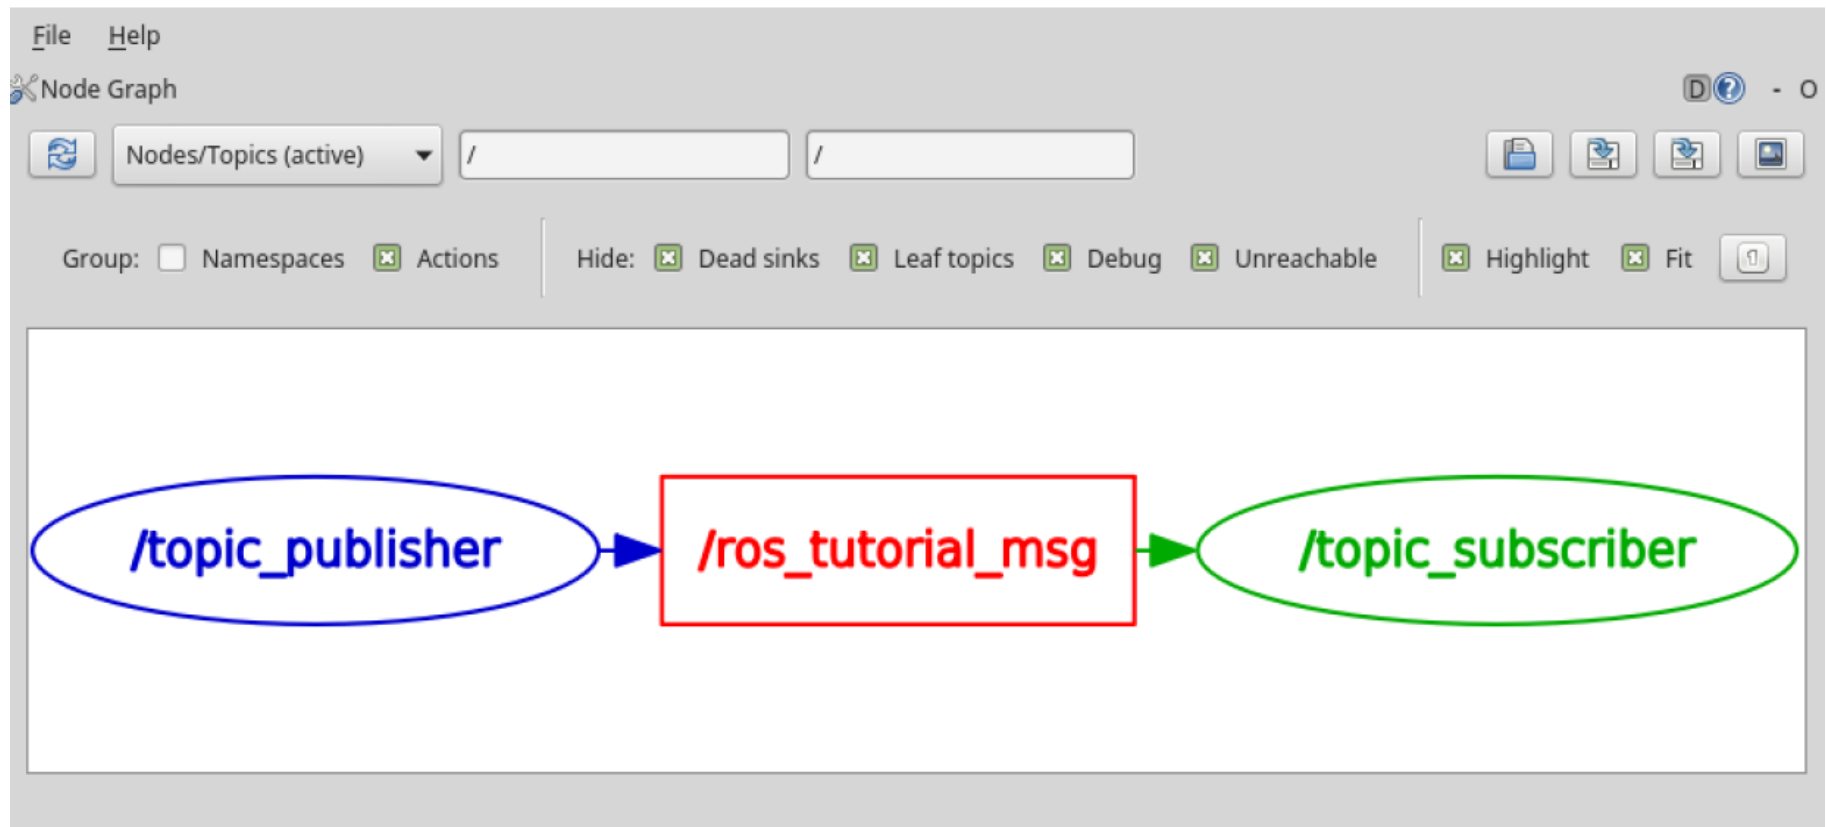 File Help
Node Graph D ? - O
Nodes/Topics (active) / /
Group: Namespaces Actions Hide: Dead sinks Leaf topics Debug Unreachable Highlight Fit
/topic_publisher /ros_tutorial_msg /topic_subscriber